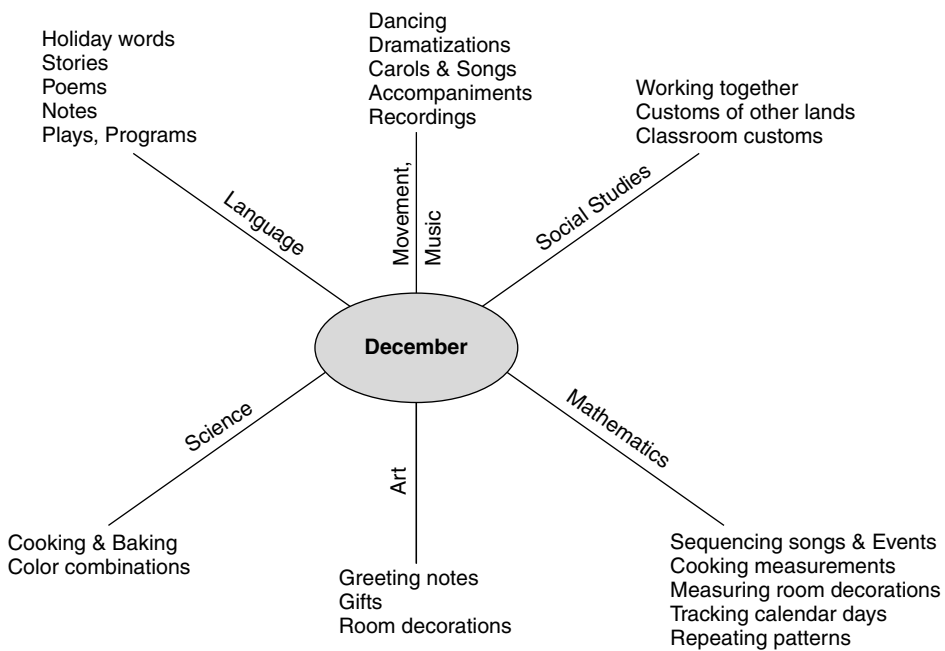 Holiday words
Stories
Poems
Notes
Plays, Programs
Language
Dancing
Dramatizations
Carols & Songs
Accompaniments
Recordings
Movement,
Music
Working together
Customs of other lands
Classroom customs
Social Studies
December
Science
Cooking & Baking
Color combinations
Art
Greeting notes
Gifts
Room decorations
Mathematics
Sequencing songs & Events
Cooking measurements
Measuring room decorations
Tracking calendar days
Repeating patterns